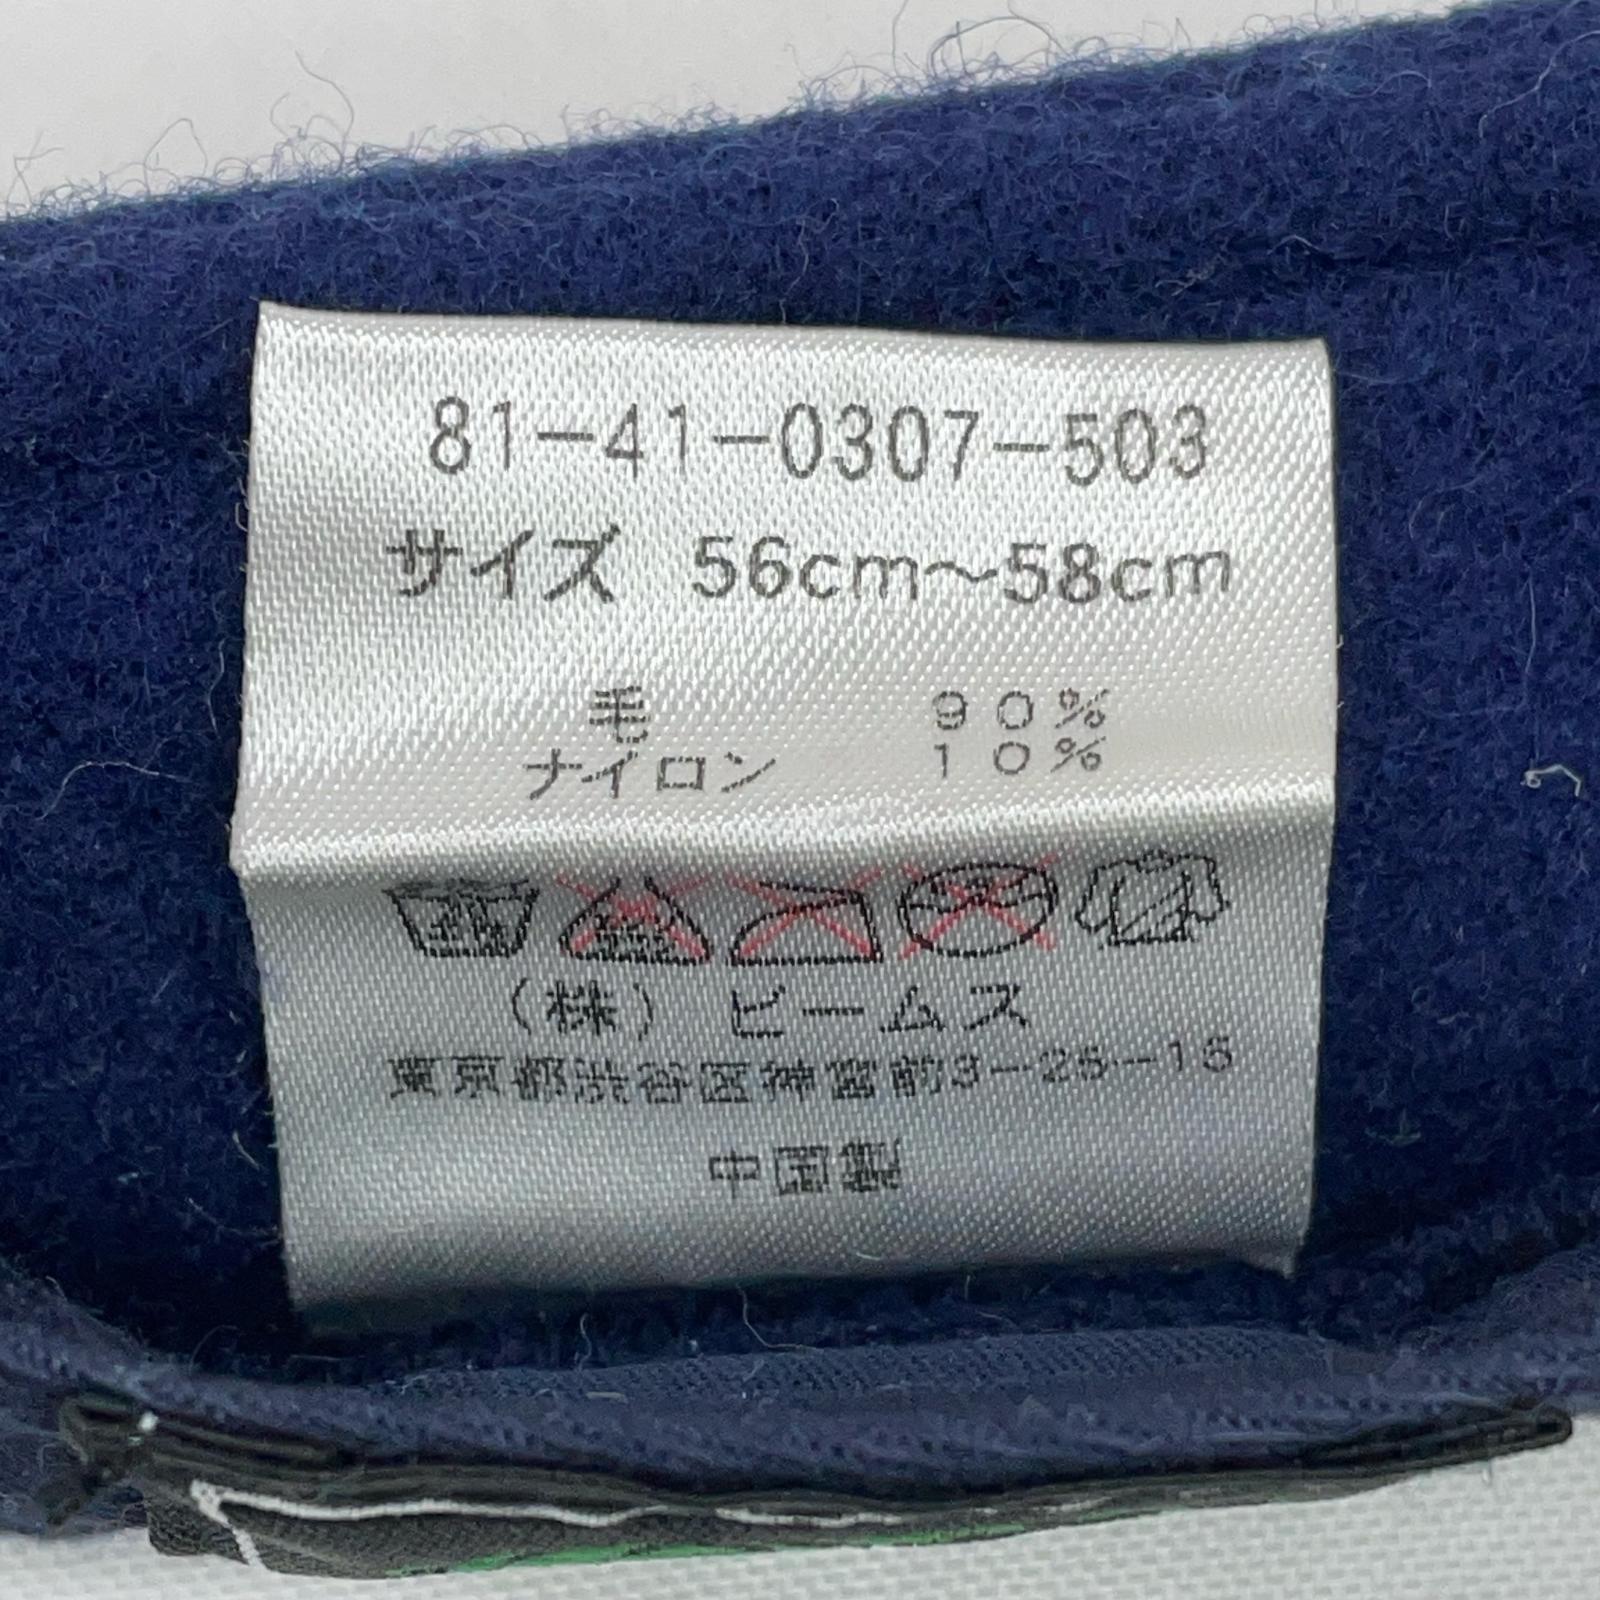 81-41-0307-503
サイズ 56cm～58cm
毛 90%
ナイロン 10%
(株) ビームス
東京都渋谷区神宮前3-25-15
中国製